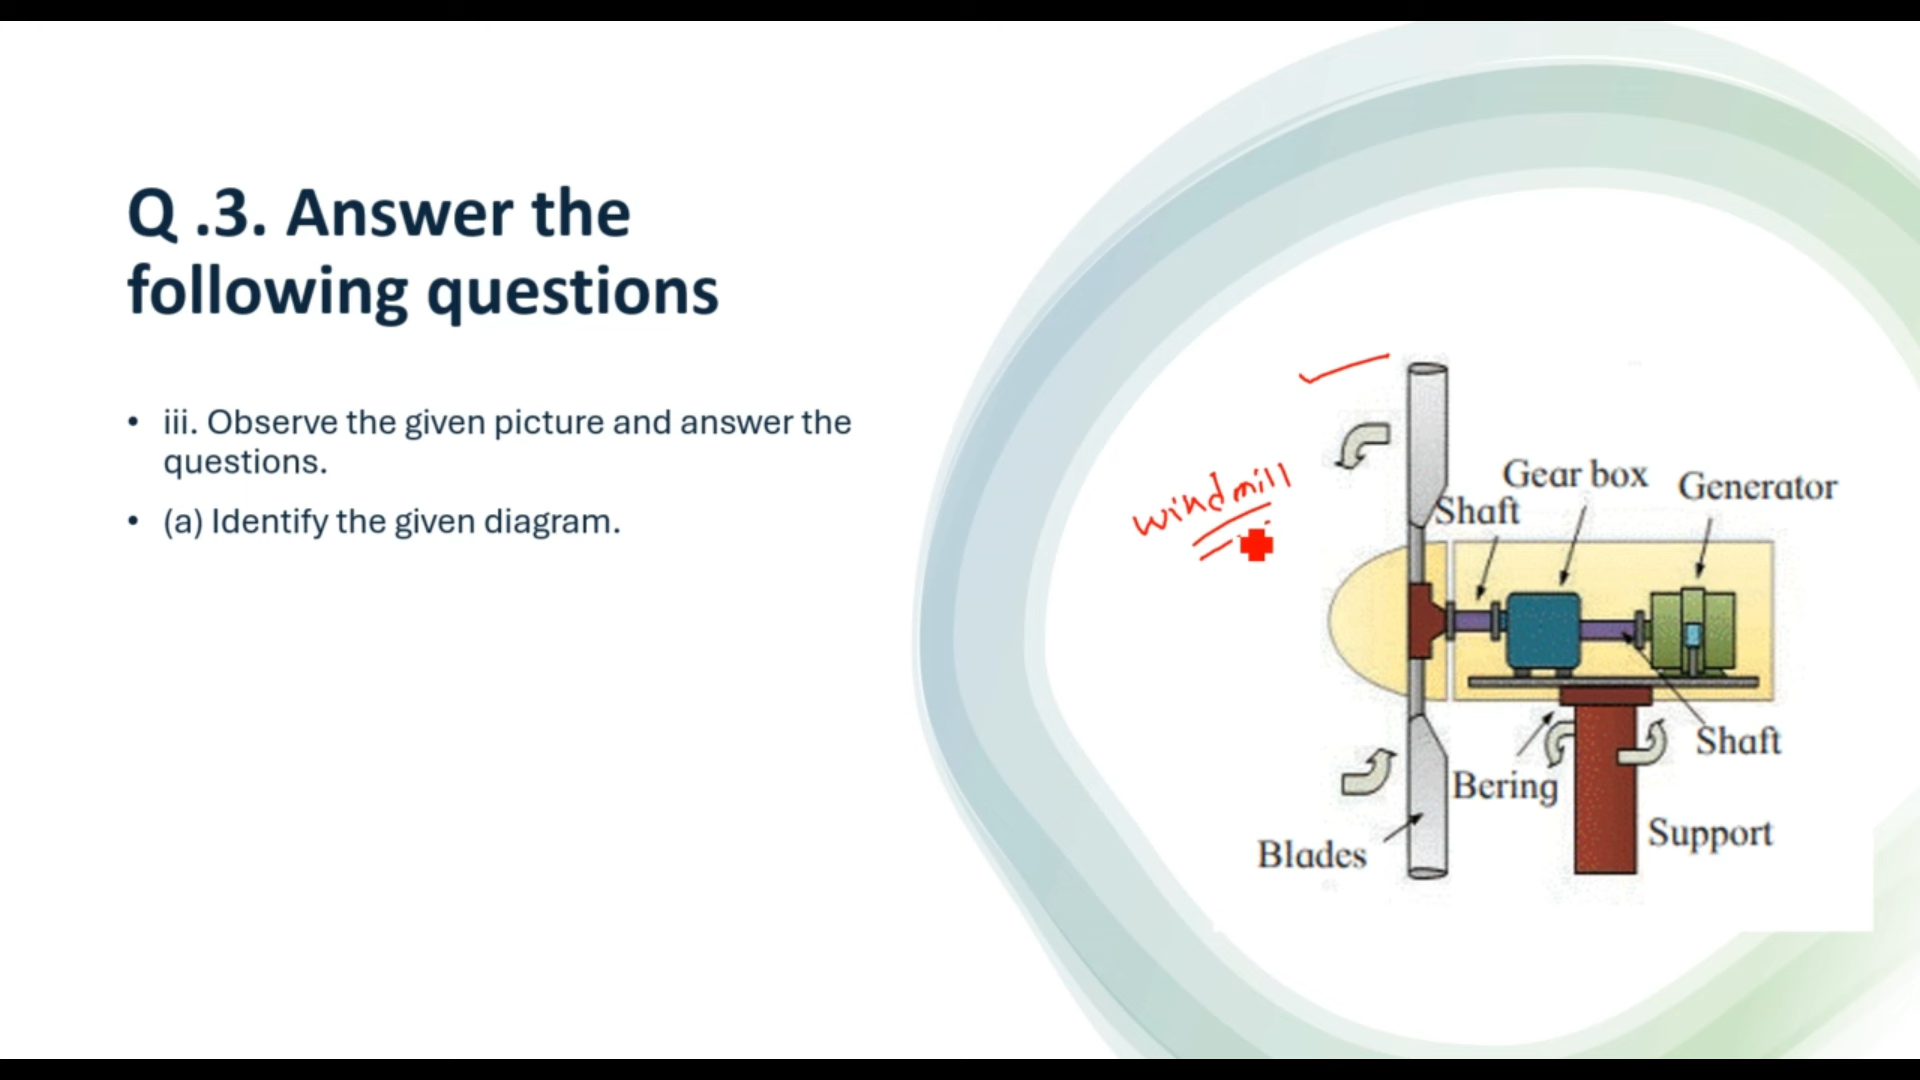 Q .3. Answer the
following questions
• iii. Observe the given picture and answer the
questions.
• (a) Identify the given diagram.
windmill
Gear box
Generator
Shaft
Shaft
Bering
Support
Blades